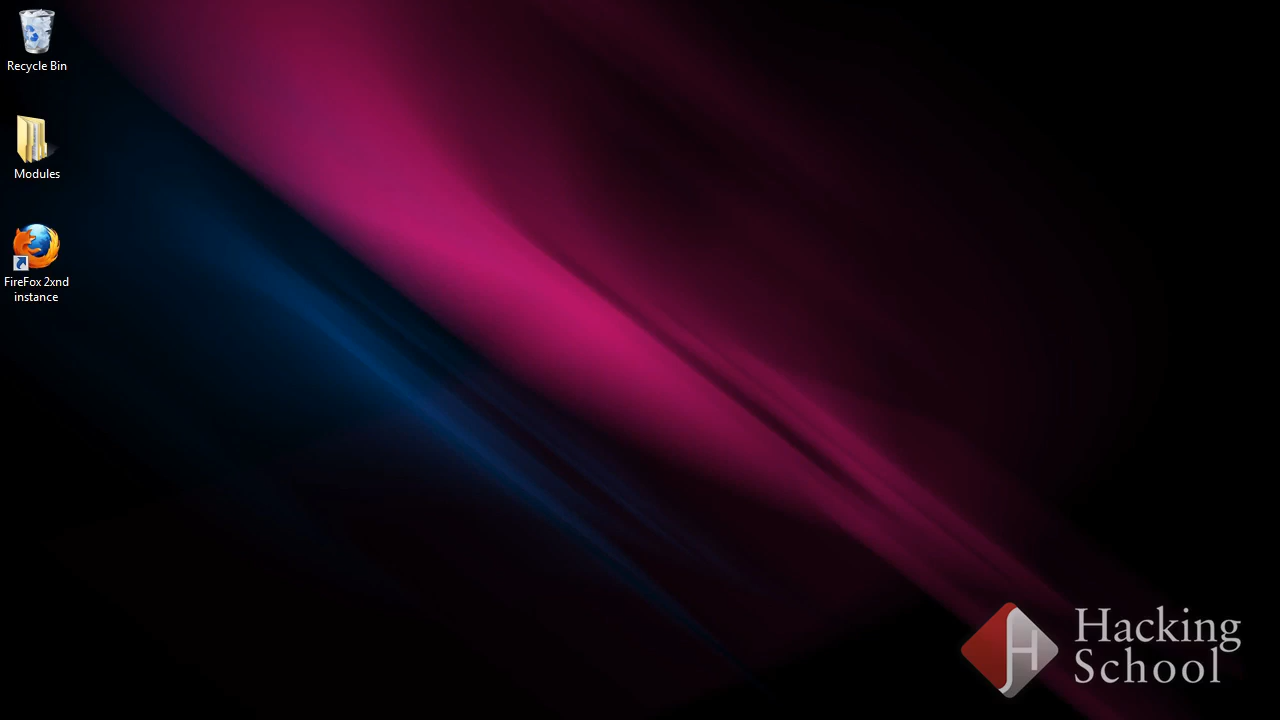 Recycle Bin
Modules
FireFox 2xnd
instance
Hacking
School